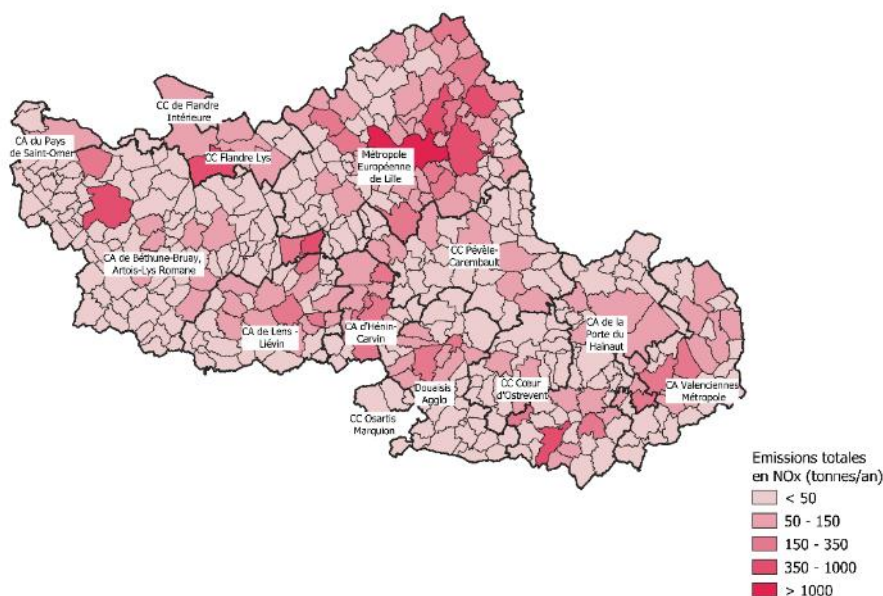 CC de Flandre
Intérieure
CA du Pays
de Saint-Omer
CC Flandre Lys
Métropole
Européenne
de Lille
CA de Béthune-Bruay,
Artois-Lys Romane
CC Pévèle-
Carembault
CA de Lens -
Liévin
CA d'Hénin-
Carvin
CA de la
Porte du
Hainaut
Douaisis
Agglo
CC Cœur
d'Ostrevent
CA Valenciennes
Métropole
CC Osartis
Marquion
Emissions totales
en NOx (tonnes/an)
< 50
50 - 150
150 - 350
350 - 1000
> 1000